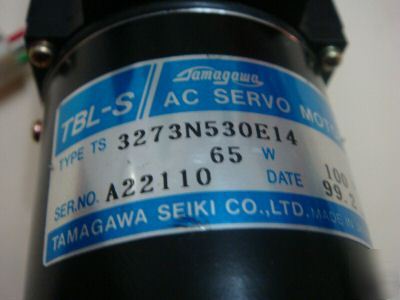 Tamagawa
TBL-S AC SERVO MOTOR
TYPE TS 3273N530E14
65 W 100
SER.NO. A22110 DATE 99.2
TAMAGAWA SEIKI CO.,LTD. MADE IN